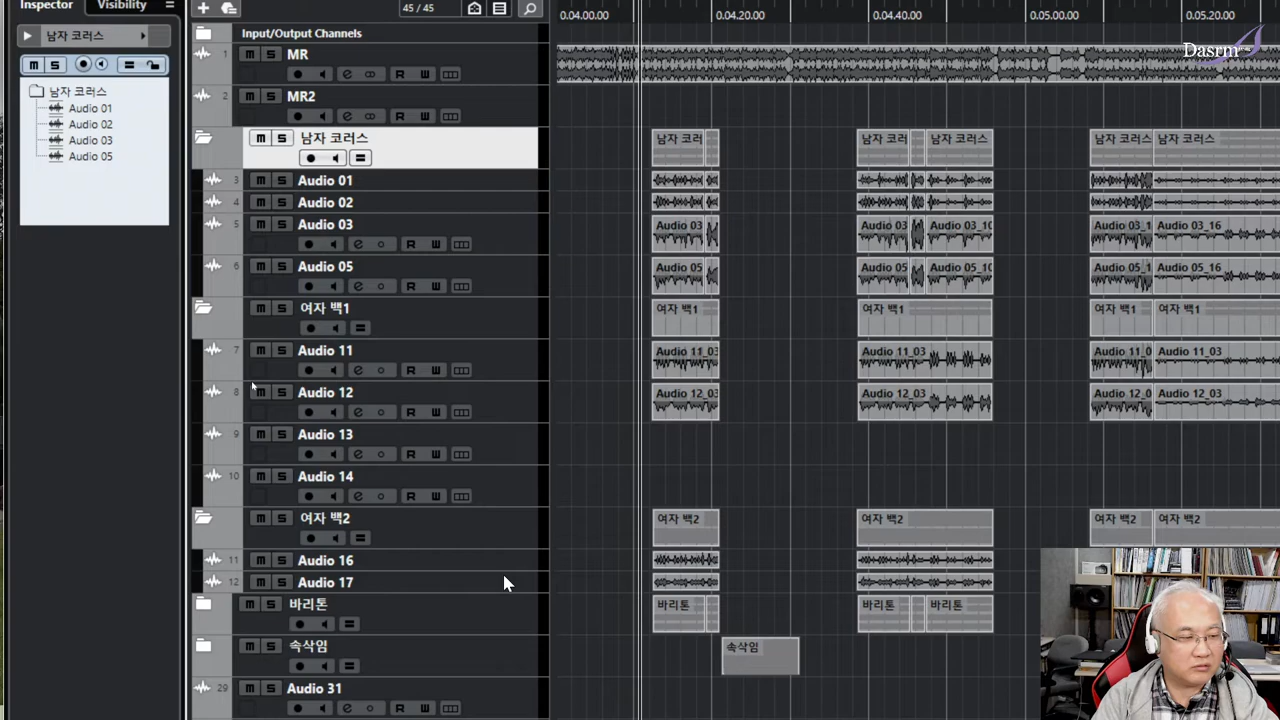 Inspector
Visibility
45 / 45
0.04.00.00
0.04.20.00
0.04.40.00
0.05.00.00
0.05.20.00
Dasrm
남자 코러스
m S
남자 코러스
Audio 01
Audio 02
Audio 03
Audio 05
Input/Output Channels
1 m S MR
e R W
2 m S MR2
e R W
m S 남자 코러스
남자 코러
남자 코러
남자 코러스
남자 코러
남자 코러스
3 m S Audio 01
4 m S Audio 02
5 m S Audio 03
e R W
Audio 03
Audio 03
Audio 03_10
Audio 03_1
Audio 03_16
6 m S Audio 05
e R W
Audio 05
Audio 05
Audio 05_10
Audio 05_1
Audio 05_16
m S 여자 백1
여자 백1
여자 백1
여자 백1
여자 백1
7 m S Audio 11
e R W
Audio 11_03
Audio 11_03
Audio 11_0
Audio 11_03
8 m S Audio 12
e R W
Audio 12_03
Audio 12_03
Audio 12_0
Audio 12_03
9 m S Audio 13
e R W
10 m S Audio 14
e R W
m S 여자 백2
여자 백2
여자 백2
여자 백2
여자 백2
11 m S Audio 16
12 m S Audio 17
m S 바리톤
바리톤
바리톤
바리톤
m S 속삭임
속삭임
29 m S Audio 31
e R W